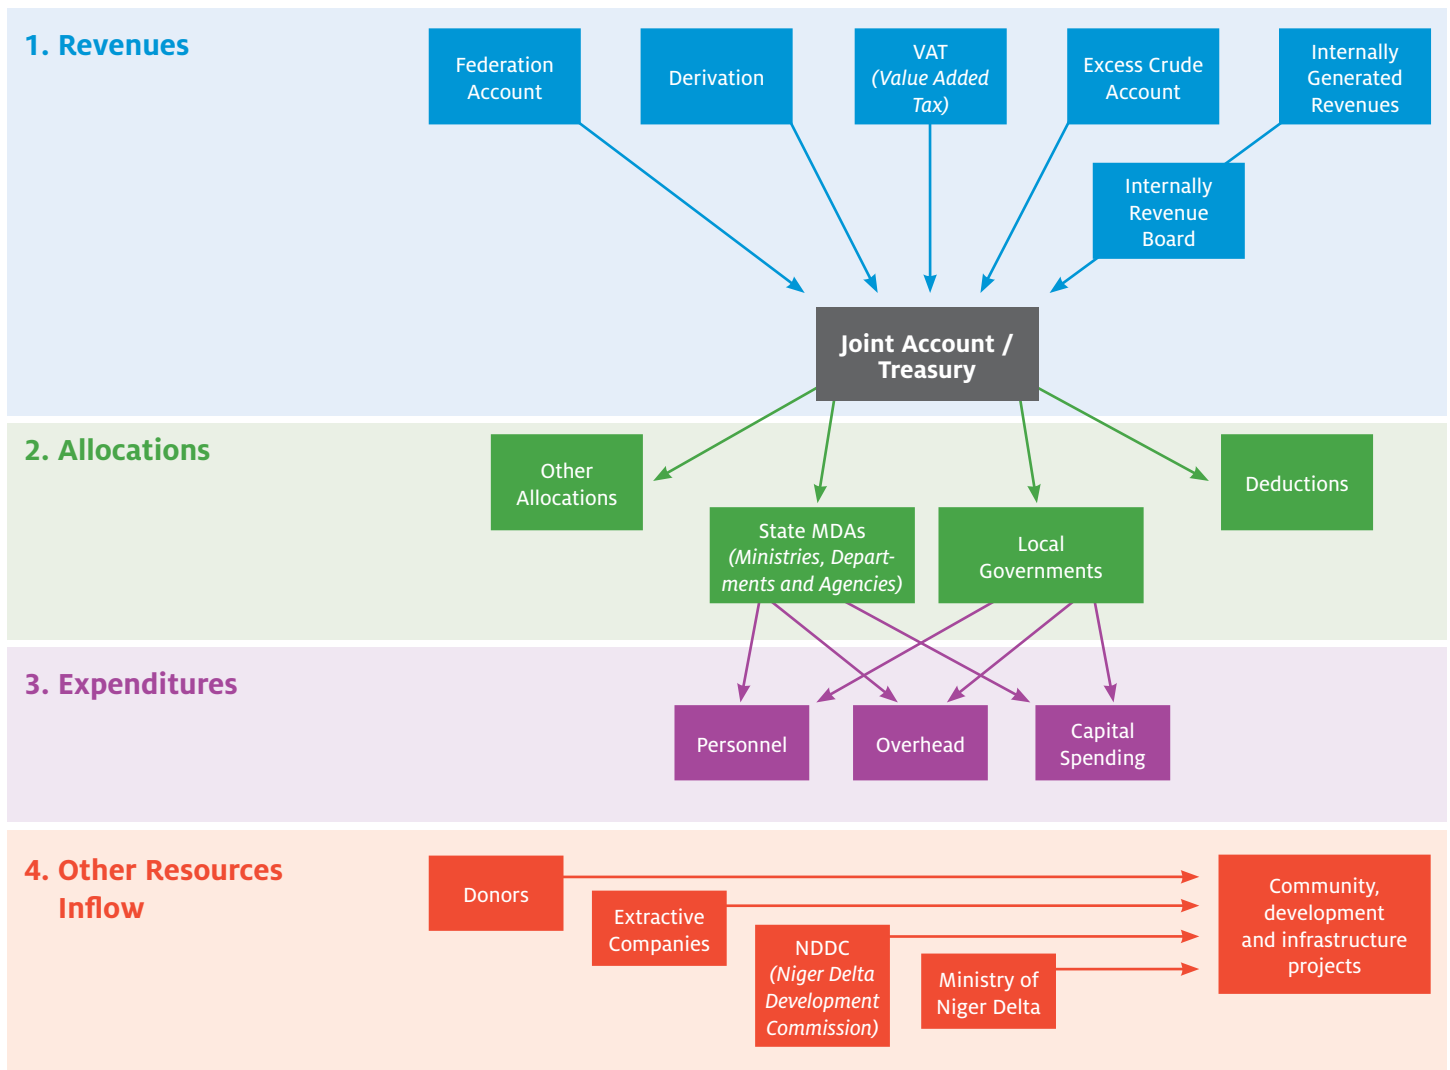 1. Revenues
Federation
Account
Derivation
VAT
(Value Added
Tax)
Excess Crude
Account
Internally
Generated
Revenues
Internally
Revenue
Board
Joint Account /
Treasury
2. Allocations
Other
Allocations
State MDAs
(Ministries, Depart-
ments and Agencies)
Local
Governments
Deductions
3. Expenditures
Personnel
Overhead
Capital
Spending
4. Other Resources
Inflow
Donors
Extractive
Companies
NDDC
(Niger Delta
Development
Commission)
Ministry of
Niger Delta
Community,
development
and infrastructure
projects